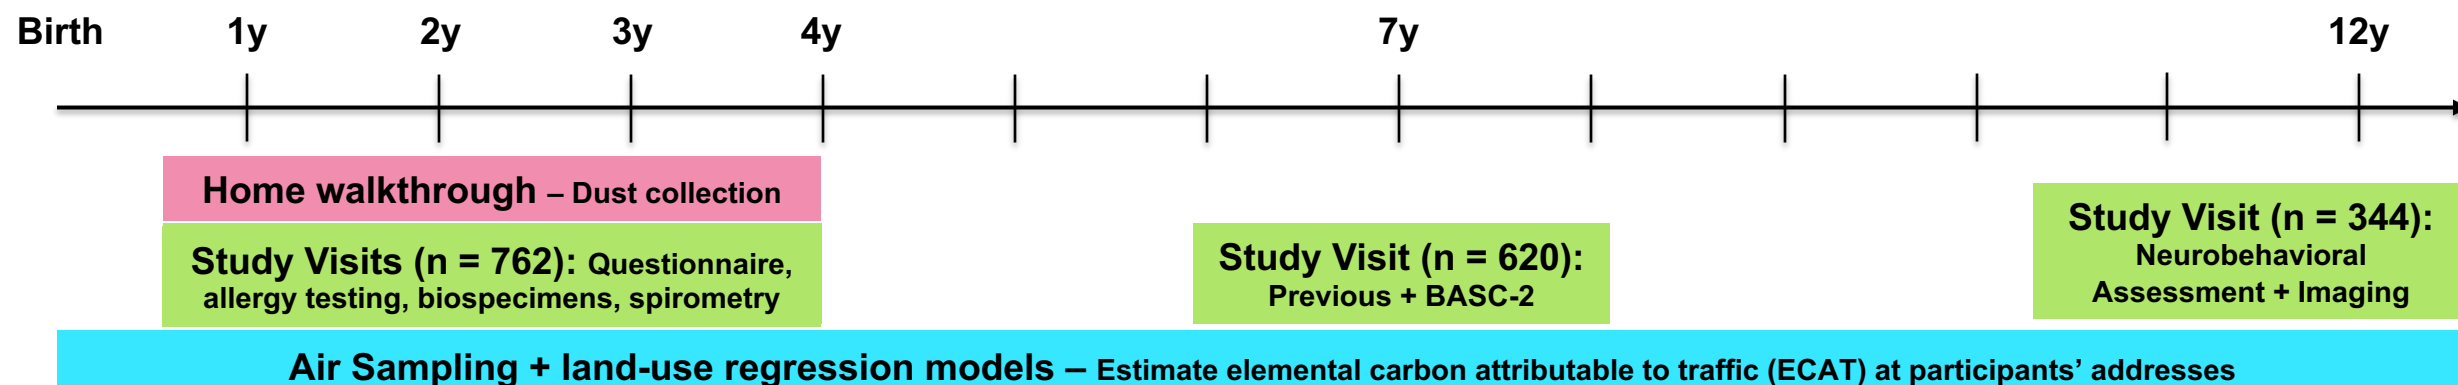 Birth 1y 2y 3y 4y 7y 12y
Home walkthrough – Dust collection
Study Visits (n = 762): Questionnaire,
allergy testing, biospecimens, spirometry
Study Visit (n = 620):
Previous + BASC-2
Study Visit (n = 344):
Neurobehavioral
Assessment + Imaging
Air Sampling + land-use regression models – Estimate elemental carbon attributable to traffic (ECAT) at participants' addresses